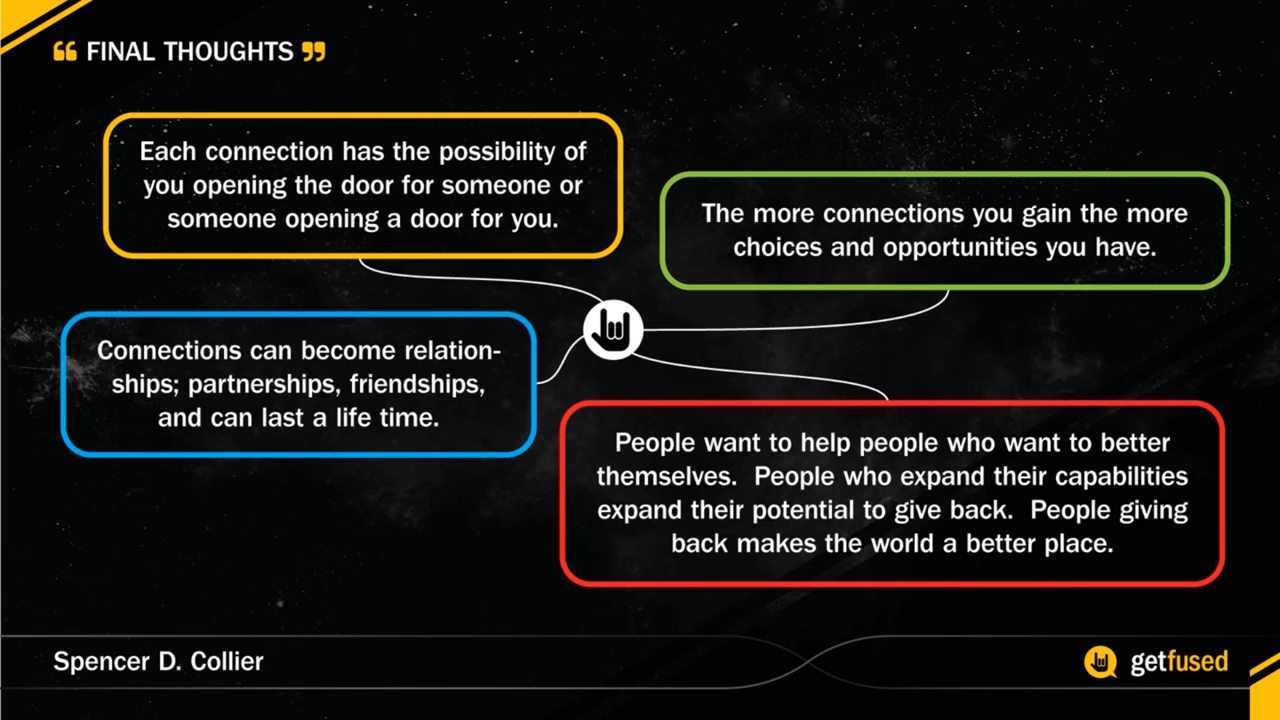 “ FINAL THOUGHTS ”
Each connection has the possibility of
you opening the door for someone or
someone opening a door for you.
The more connections you gain the more
choices and opportunities you have.
Connections can become relation-
ships; partnerships, friendships,
and can last a life time.
People want to help people who want to better
themselves.  People who expand their capabilities
expand their potential to give back.  People giving
back makes the world a better place.
Spencer D. Collier
getfused